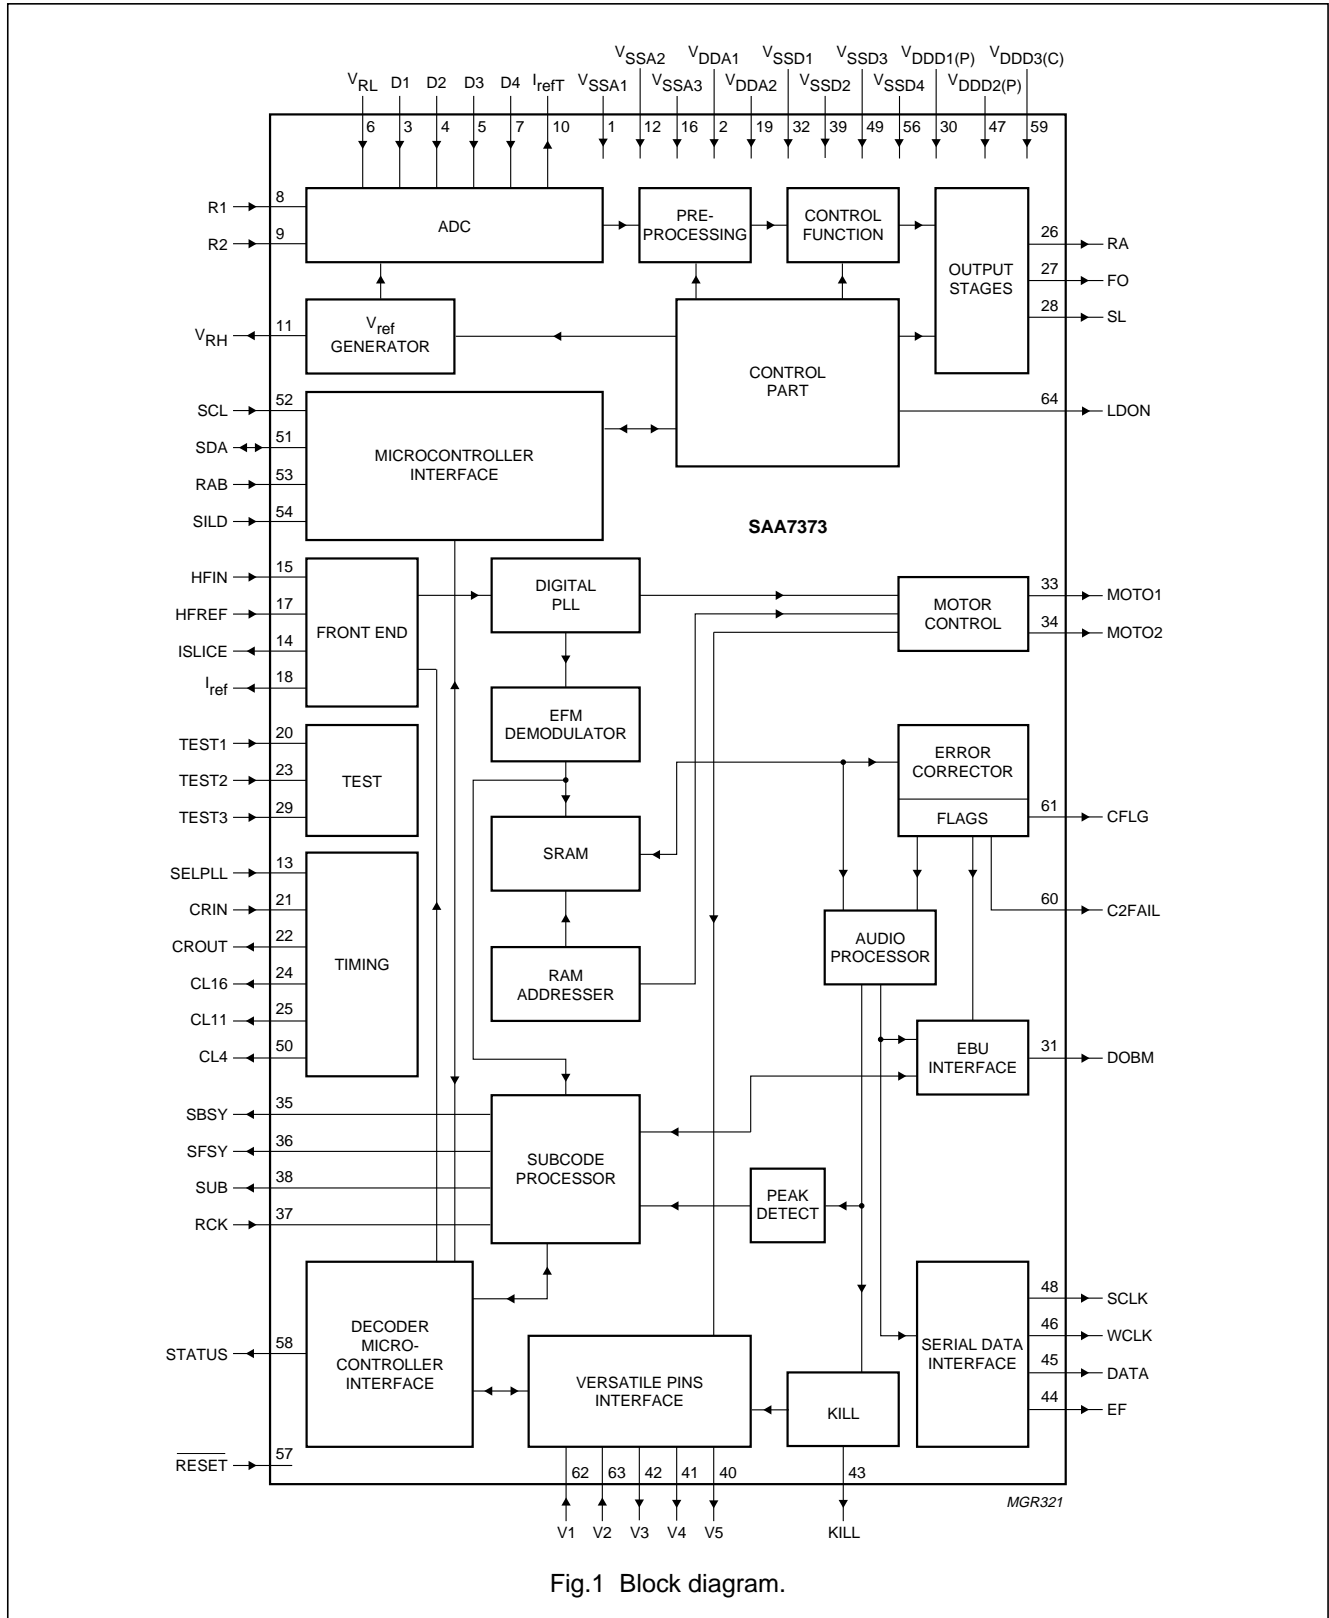 VSSA2 VDDA1 VSSD1 VSSD3 VDDD1(P) VDDD3(C)
VRL D1 D2 D3 D4 IrefT VSSA1 VSSA3 VDDA2 VSSD2 VSSD4 VDDD2(P)
6 3 4 5 7 10 1 12 16 2 19 32 39 49 56 30 47 59
R1 8
R2 9
ADC
PRE-
PROCESSING
CONTROL
FUNCTION
OUTPUT
STAGES
26 RA
27 FO
28 SL
VRH 11
Vref
GENERATOR
CONTROL
PART
64 LDON
SCL 52
SDA 51
RAB 53
SILD 54
MICROCONTROLLER
INTERFACE
SAA7373
HFIN 15
HFREF 17
ISLICE 14
Iref 18
FRONT END
DIGITAL
PLL
MOTOR
CONTROL
33 MOTO1
34 MOTO2
EFM
DEMODULATOR
TEST1 20
TEST2 23
TEST3 29
TEST
ERROR
CORRECTOR
FLAGS
61 CFLG
SRAM
SELPLL 13
CRIN 21
CROUT 22
CL16 24
CL11 25
CL4 50
TIMING
60 C2FAIL
AUDIO
PROCESSOR
RAM
ADDRESSER
EBU
INTERFACE
31 DOBM
SBSY 35
SFSY 36
SUB 38
RCK 37
SUBCODE
PROCESSOR
PEAK
DETECT
DECODER
MICRO-
CONTROLLER
INTERFACE
STATUS 58
VERSATILE PINS
INTERFACE
KILL
SERIAL DATA
INTERFACE
48 SCLK
46 WCLK
45 DATA
44 EF
RESET 57
62 63 42 41 40 43
MGR321
V1 V2 V3 V4 V5 KILL
Fig.1 Block diagram.